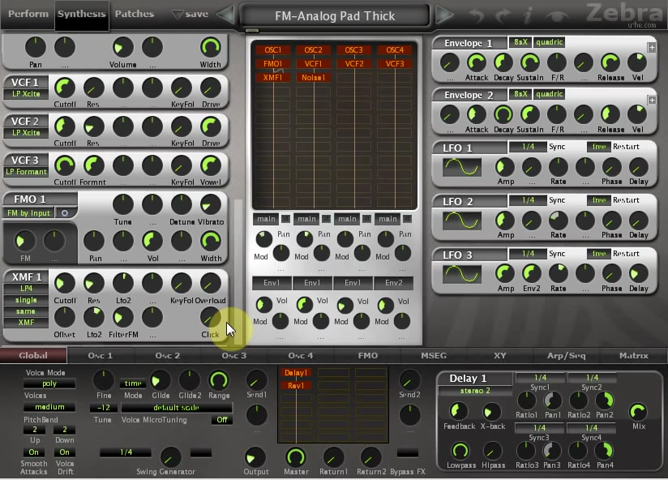 Perform Synthesis Patches save FM-Analog Pad Thick Zebra
u-he.com
Pan ... Volume ... Width
VCF 1
LP Xcite
Cutoff Res ... ... KeyFol Drive
VCF 2
LP Xcite
Cutoff Res ... ... KeyFol Drive
VCF 3
LP Formant
Cutoff Formnt ... ... KeyFol Vowel
FMO 1
FM by Input
Tune ... Detune Vibrato
FM ... Pan ... Vol ... Width
XMF 1
LP4
single
same
XMF
Cutoff Res Lfo2 ... KeyFol Overload
Offset Lfo2 FilterFM ... Click
OSC1 OSC2 OSC3 OSC4
FMO1 VCF1 VCF2 VCF3
XMF1 Noise1
main main main main
Pan Pan Pan Pan
Mod Mod Mod Mod
... ... ... ...
Env1 Env1 Env1 Env1
Vol Vol Vol Vol
Mod Mod Mod Mod
... ... ... ...
Envelope 1 8sX quadric
... Attack Decay Sustain F/R ... Release Vel
Envelope 2 8sX quadric
... Attack Decay Sustain F/R ... Release Vel
LFO 1 1/4 Sync free Restart
Amp ... Rate ... Phase Delay
LFO 2 1/4 Sync free Restart
Amp ... Rate ... Phase Delay
LFO 3 1/4 Sync free Restart
Amp Env2 Rate ... Phase Delay
Global Osc 1 Osc 2 Osc 3 Osc 4 FMO MSEG XY Arp/Seq Matrix
Voice Mode
poly
Voices
medium
PitchBend
2 2
Up Down
On On
Smooth Attacks Voice Drift
time
Fine Mode Glide Glide2 Range
-12 default scale
Tune Voice MicroTuning Off
1/4
Swing Generator
Send1
...
Output
Delay1
Rev1
Master Return1 Return2
Send2
...
Bypass FX
Delay 1
stereo 2
Feedback X-back
Lowpass Hipass
1/4 1/4
Sync1 Sync2
Ratio1 Pan1 Ratio2 Pan2 Mix
1/4 1/4
Sync3 Sync4
Ratio3 Pan3 Ratio4 Pan4